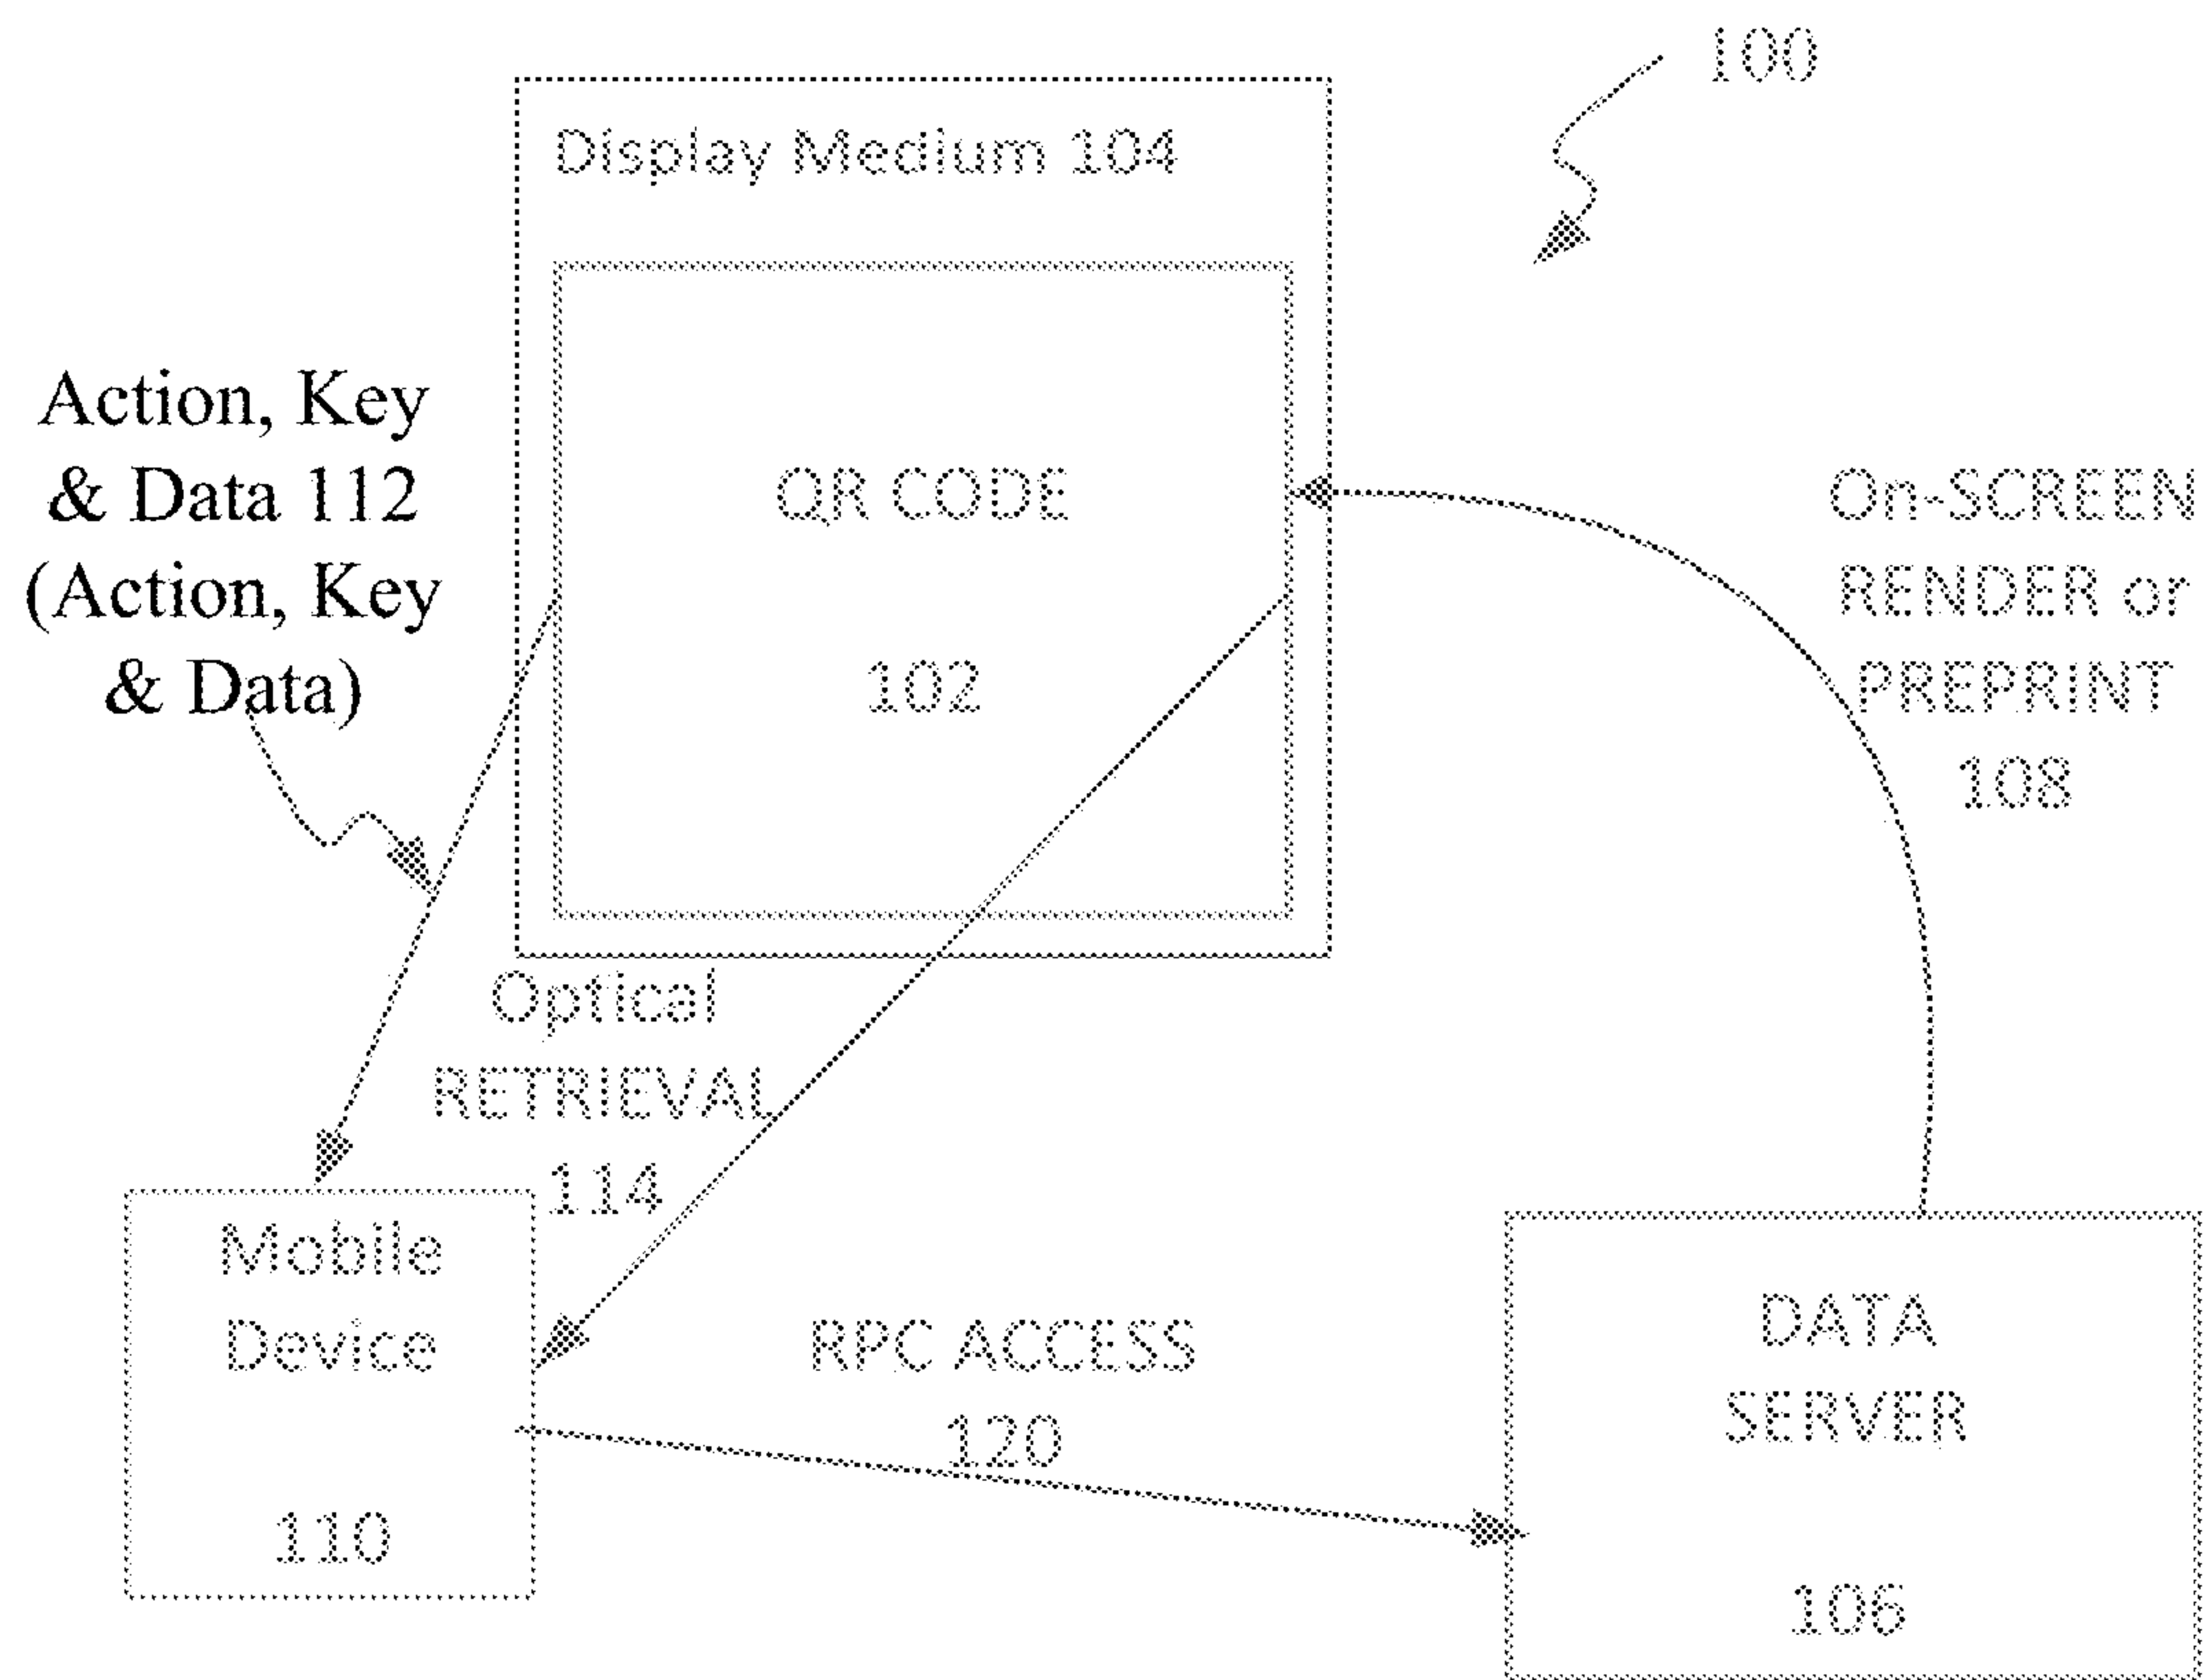 100
Display Medium 104
Action, Key
& Data 112
(Action, Key
& Data)
QR CODE
102
On-SCREEN
RENDER or
PREPRINT
108
Optical
RETRIEVAL
114
Mobile
Device
110
RPC ACCESS
120
DATA
SERVER
106